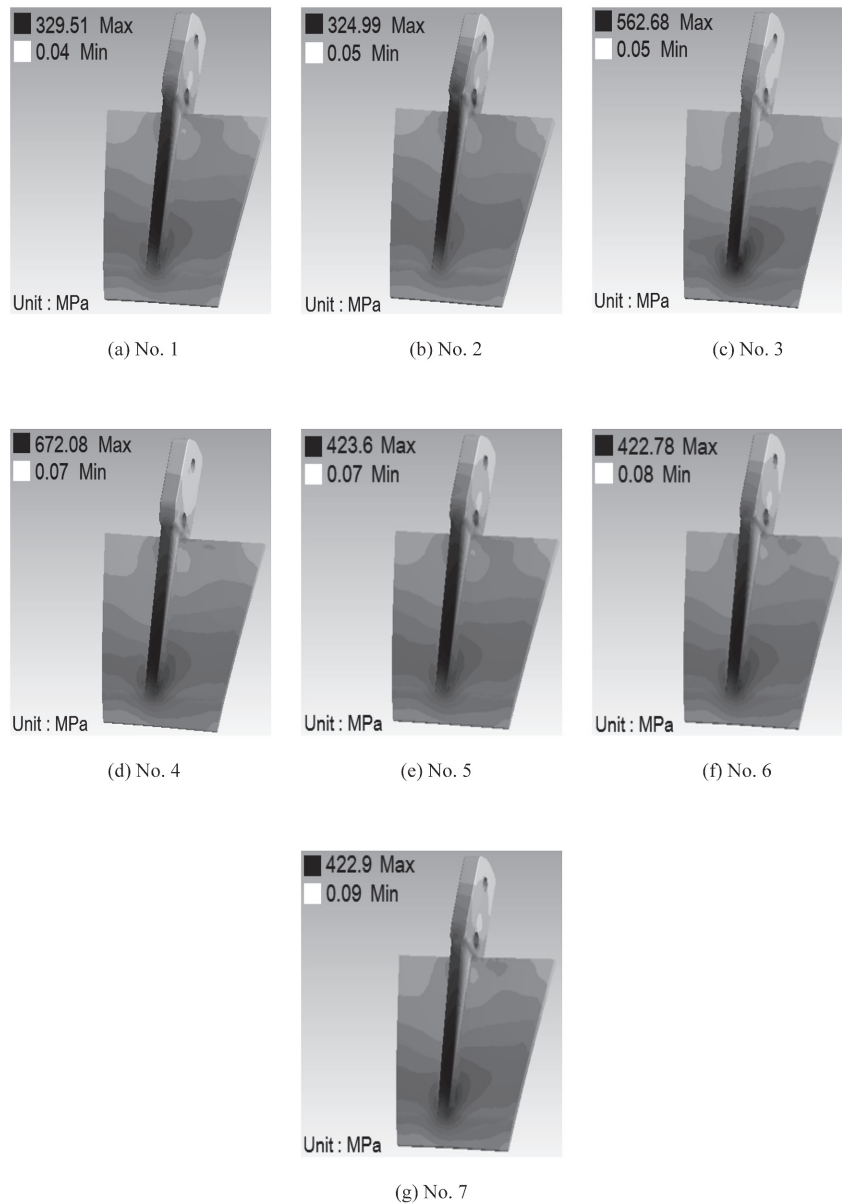 329.51 Max
0.04 Min
Unit : MPa
(a) No. 1
324.99 Max
0.05 Min
Unit : MPa
(b) No. 2
562.68 Max
0.05 Min
Unit : MPa
(c) No. 3
672.08 Max
0.07 Min
Unit : MPa
(d) No. 4
423.6 Max
0.07 Min
Unit : MPa
(e) No. 5
422.78 Max
0.08 Min
Unit : MPa
(f) No. 6
422.9 Max
0.09 Min
Unit : MPa
(g) No. 7